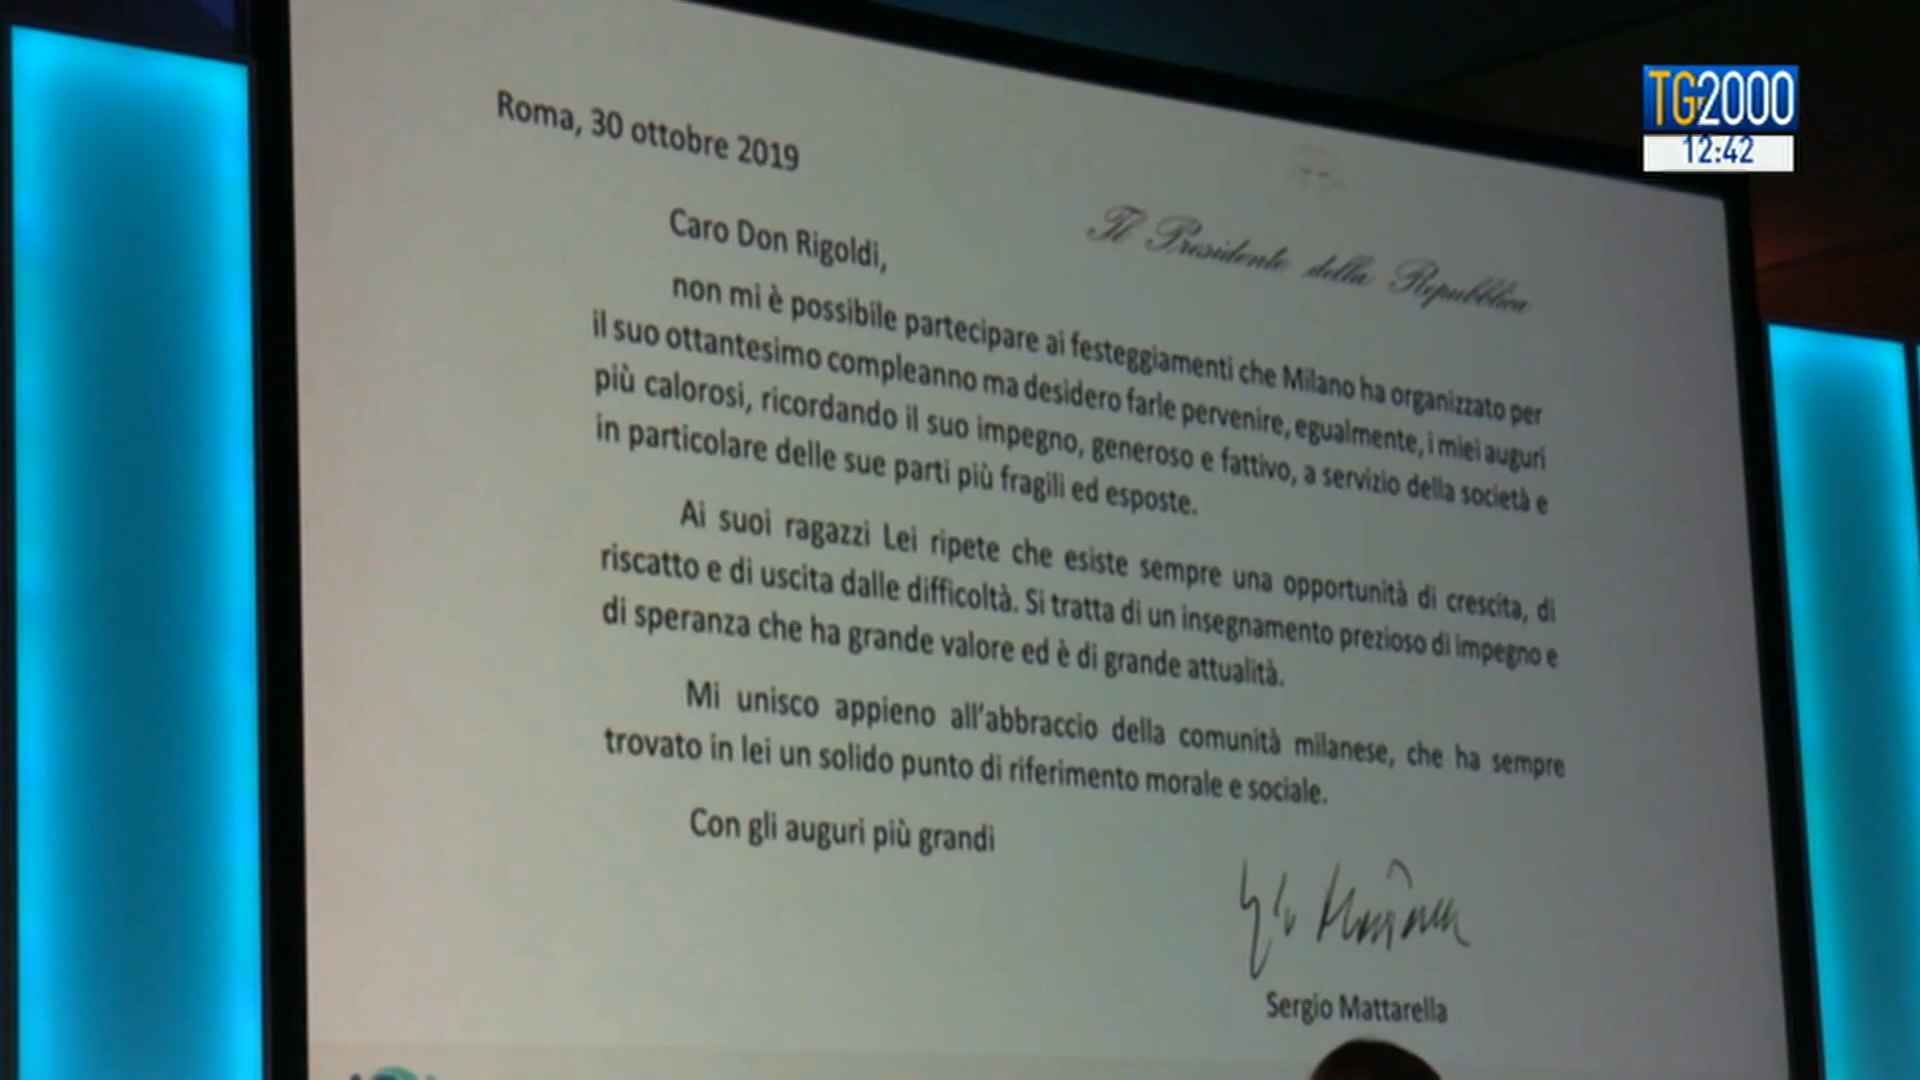 TG2000
12:42
Roma, 30 ottobre 2019
Il Presidente della Repubblica
Caro Don Rigoldi,
non mi è possibile partecipare ai festeggiamenti che Milano ha organizzato per
il suo ottantesimo compleanno ma desidero farle pervenire, egualmente, i miei auguri
più calorosi, ricordando il suo impegno, generoso e fattivo, a servizio della società e
in particolare delle sue parti più fragili ed esposte.
Ai suoi ragazzi Lei ripete che esiste sempre una opportunità di crescita, di
riscatto e di uscita dalle difficoltà. Si tratta di un insegnamento prezioso di impegno e
di speranza che ha grande valore ed è di grande attualità.
Mi unisco appieno all'abbraccio della comunità milanese, che ha sempre
trovato in lei un solido punto di riferimento morale e sociale.
Con gli auguri più grandi
Sergio Mattarella